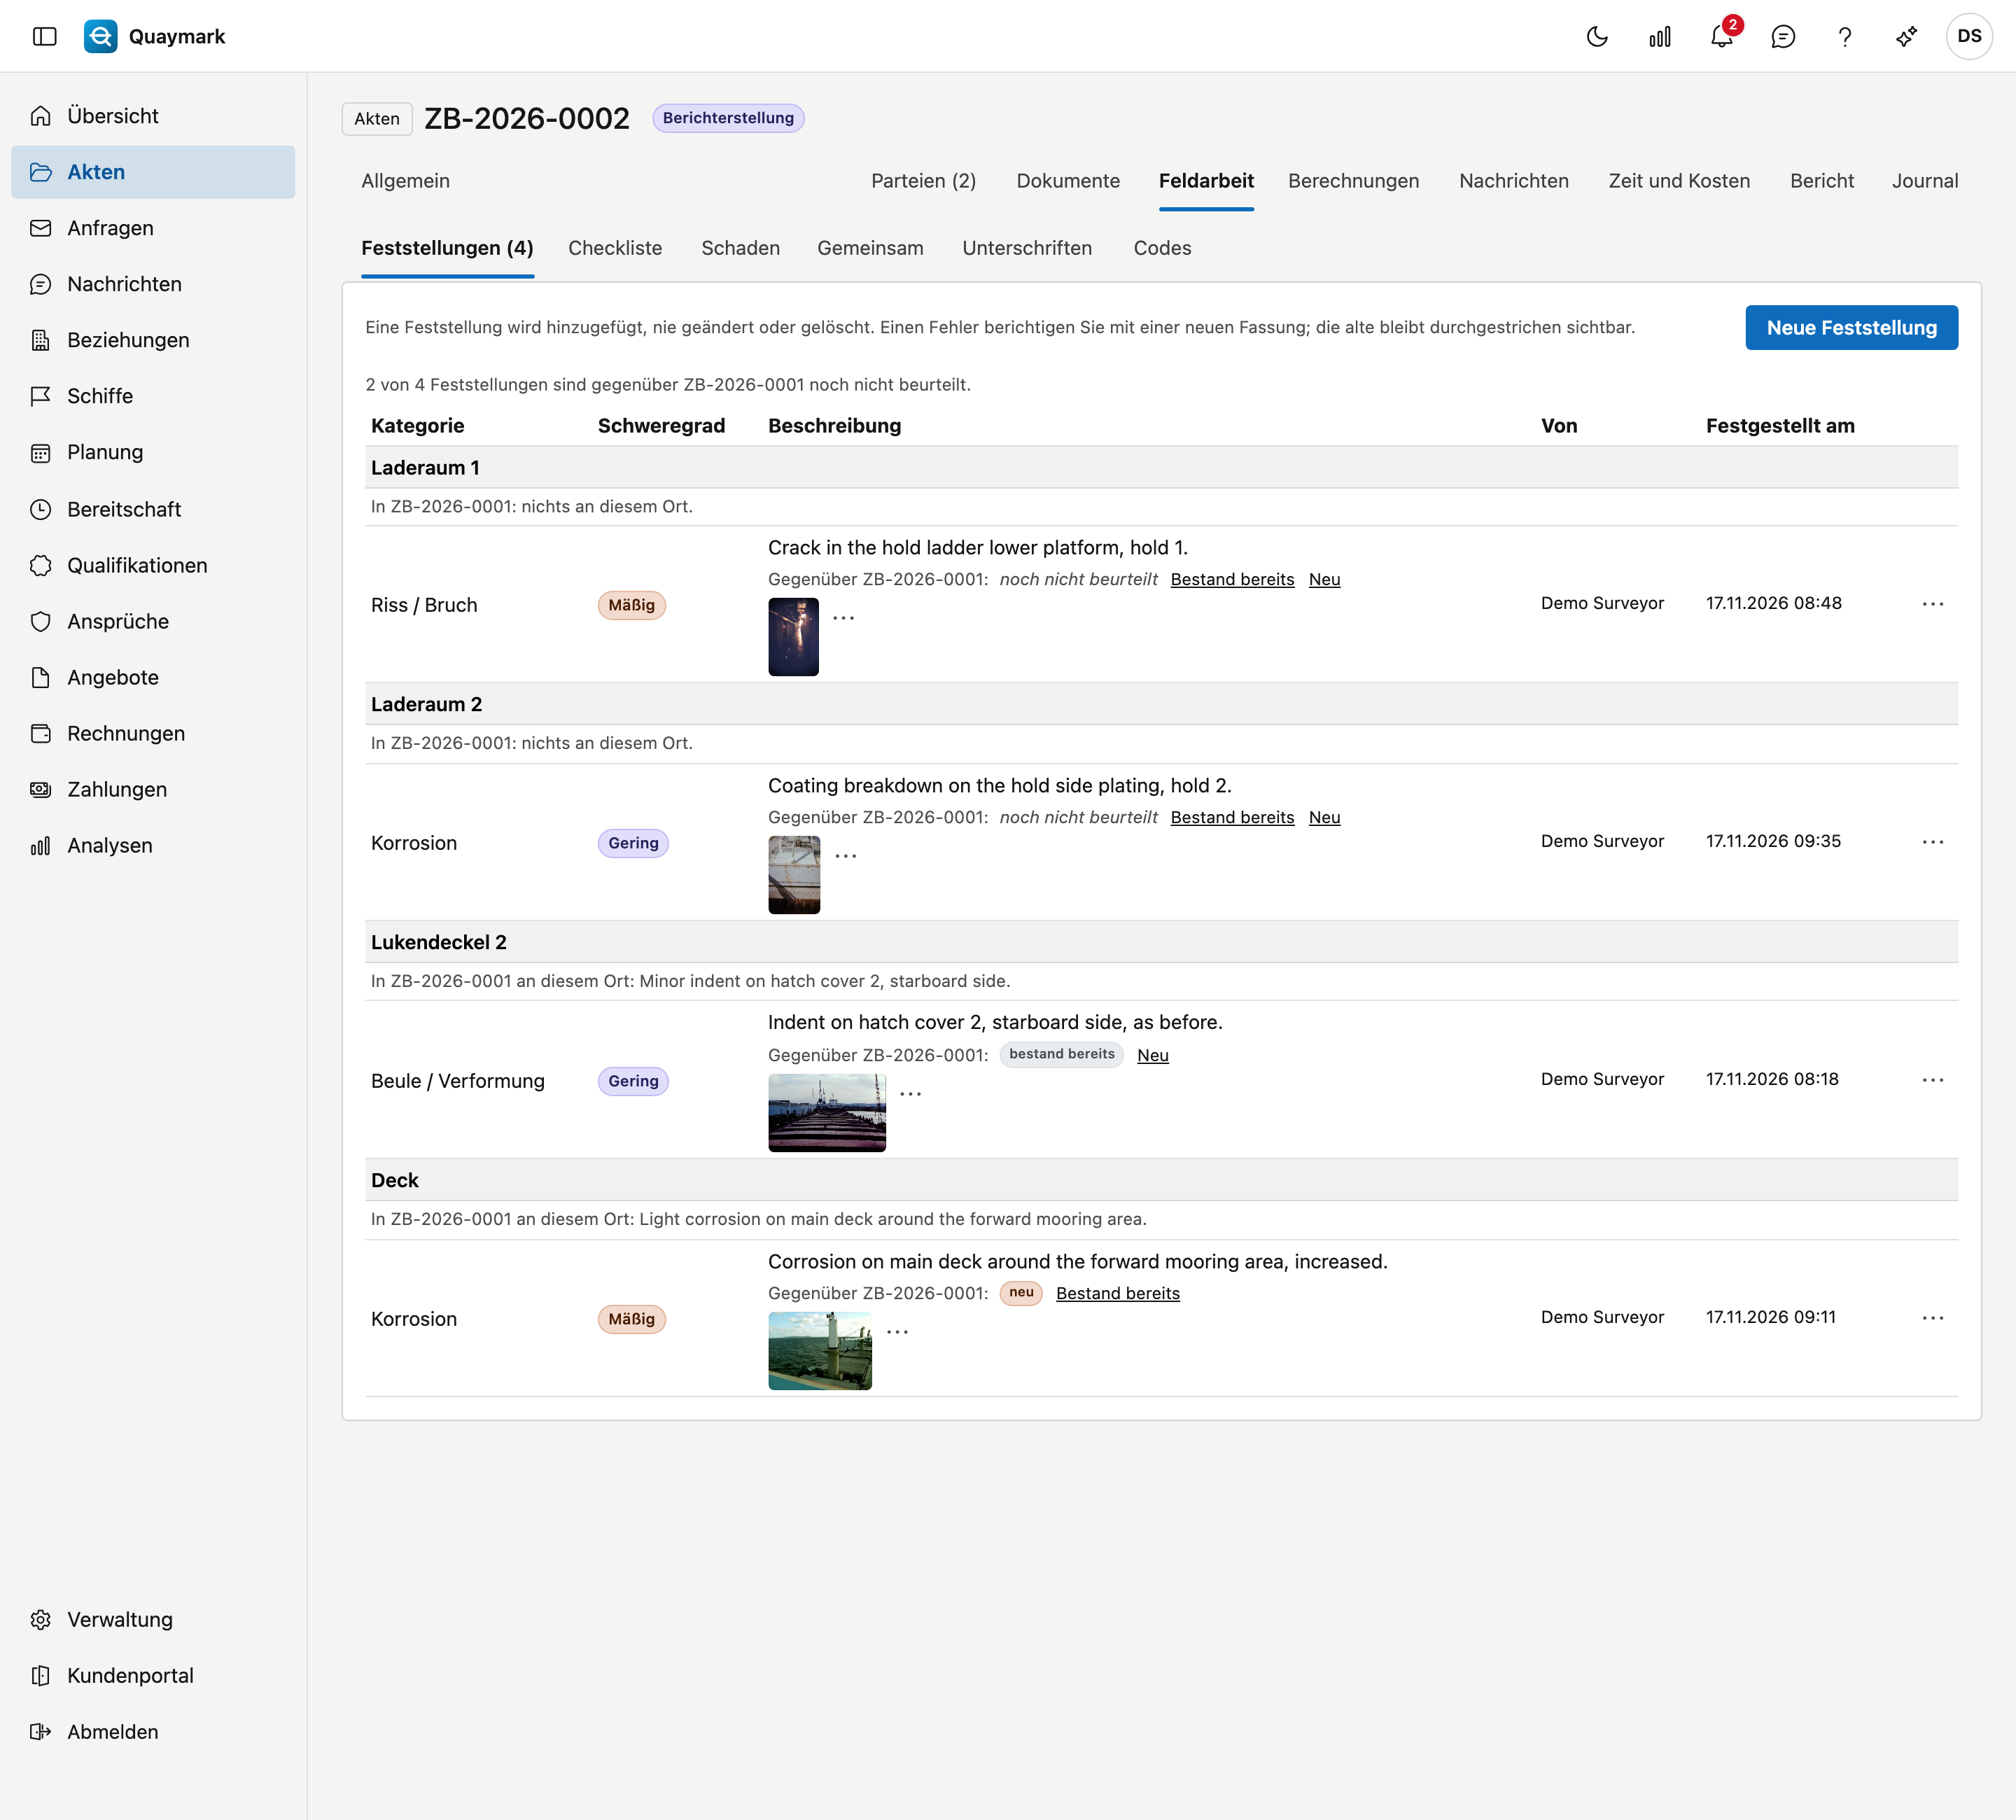 Quaymark
2
DS
Übersicht
Akten
Anfragen
Nachrichten
Beziehungen
Schiffe
Planung
Bereitschaft
Qualifikationen
Ansprüche
Angebote
Rechnungen
Zahlungen
Analysen
Verwaltung
Kundenportal
Abmelden
Akten ZB-2026-0002 Berichterstellung
Allgemein Parteien (2) Dokumente Feldarbeit Berechnungen Nachrichten Zeit und Kosten Bericht Journal
Feststellungen (4) Checkliste Schaden Gemeinsam Unterschriften Codes
Eine Feststellung wird hinzugefügt, nie geändert oder gelöscht. Einen Fehler berichtigen Sie mit einer neuen Fassung; die alte bleibt durchgestrichen sichtbar.
Neue Feststellung
2 von 4 Feststellungen sind gegenüber ZB-2026-0001 noch nicht beurteilt.
Kategorie Schweregrad Beschreibung Von Festgestellt am
Laderaum 1
In ZB-2026-0001: nichts an diesem Ort.
Crack in the hold ladder lower platform, hold 1.
Gegenüber ZB-2026-0001: noch nicht beurteilt Bestand bereits Neu
Riss / Bruch Mäßig Demo Surveyor 17.11.2026 08:48
Laderaum 2
In ZB-2026-0001: nichts an diesem Ort.
Coating breakdown on the hold side plating, hold 2.
Gegenüber ZB-2026-0001: noch nicht beurteilt Bestand bereits Neu
Korrosion Gering Demo Surveyor 17.11.2026 09:35
Lukendeckel 2
In ZB-2026-0001 an diesem Ort: Minor indent on hatch cover 2, starboard side.
Indent on hatch cover 2, starboard side, as before.
Gegenüber ZB-2026-0001: bestand bereits Neu
Beule / Verformung Gering Demo Surveyor 17.11.2026 08:18
Deck
In ZB-2026-0001 an diesem Ort: Light corrosion on main deck around the forward mooring area.
Corrosion on main deck around the forward mooring area, increased.
Gegenüber ZB-2026-0001: neu Bestand bereits
Korrosion Mäßig Demo Surveyor 17.11.2026 09:11